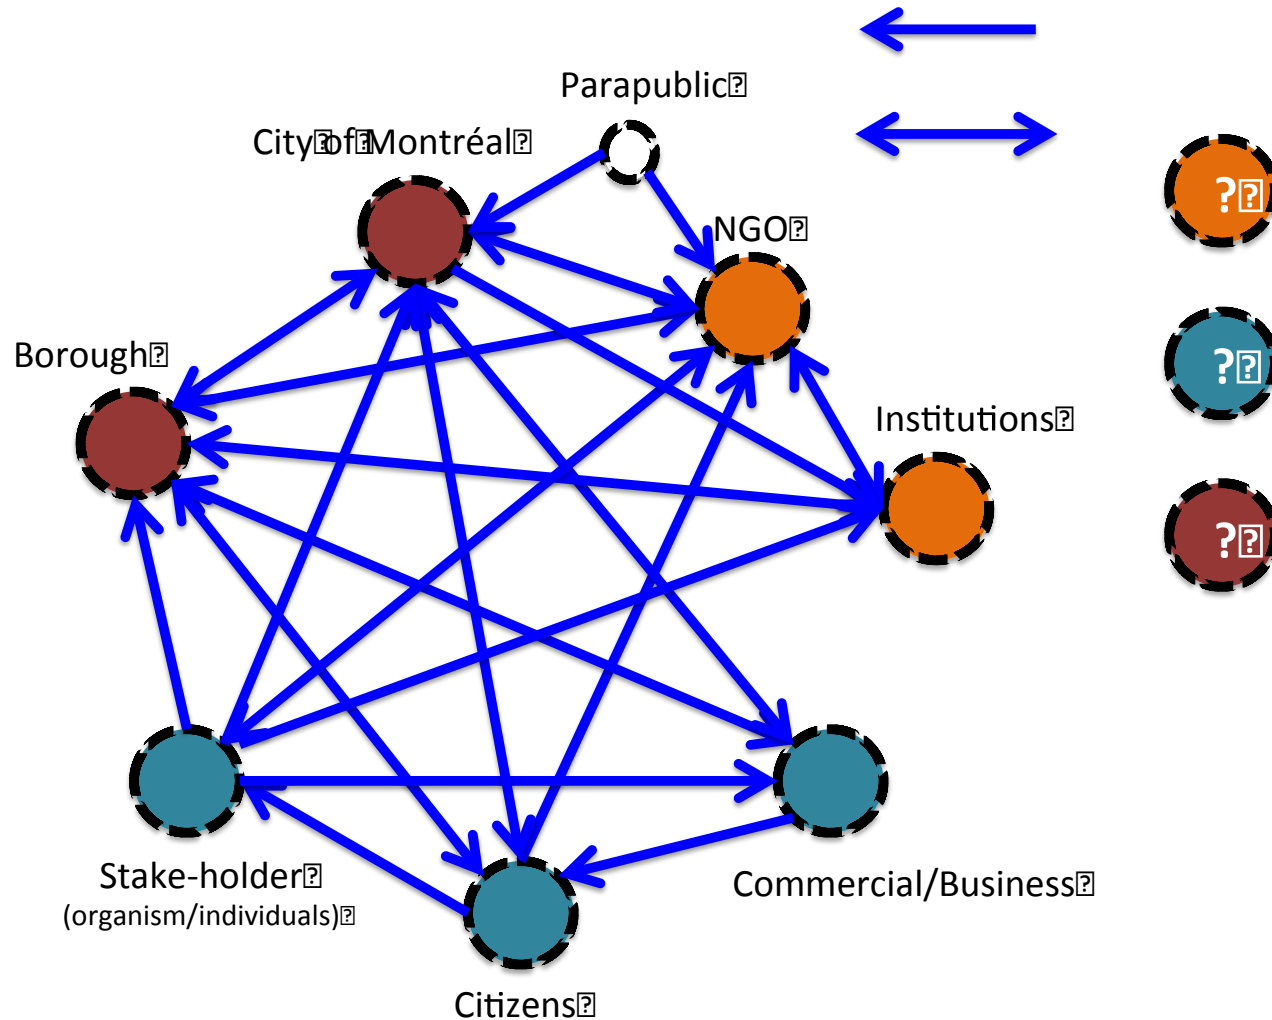 Parapublic⍰
City⍰of⍰Montréal⍰
NGO⍰
?⍰
Borough⍰
?⍰
Institutions⍰
?⍰
Stake-holder⍰
(organism/individuals)⍰
Commercial/Business⍰
Citizens⍰